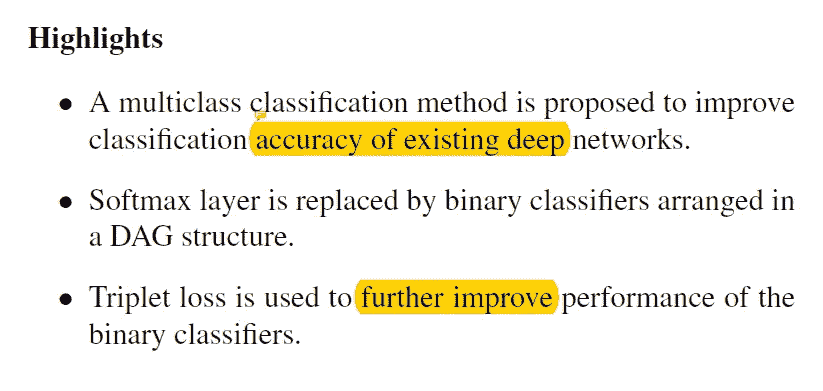 Highlights
● A multiclass classification method is proposed to improve
classification accuracy of existing deep networks.
● Softmax layer is replaced by binary classifiers arranged in
a DAG structure.
● Triplet loss is used to further improve performance of the
binary classifiers.